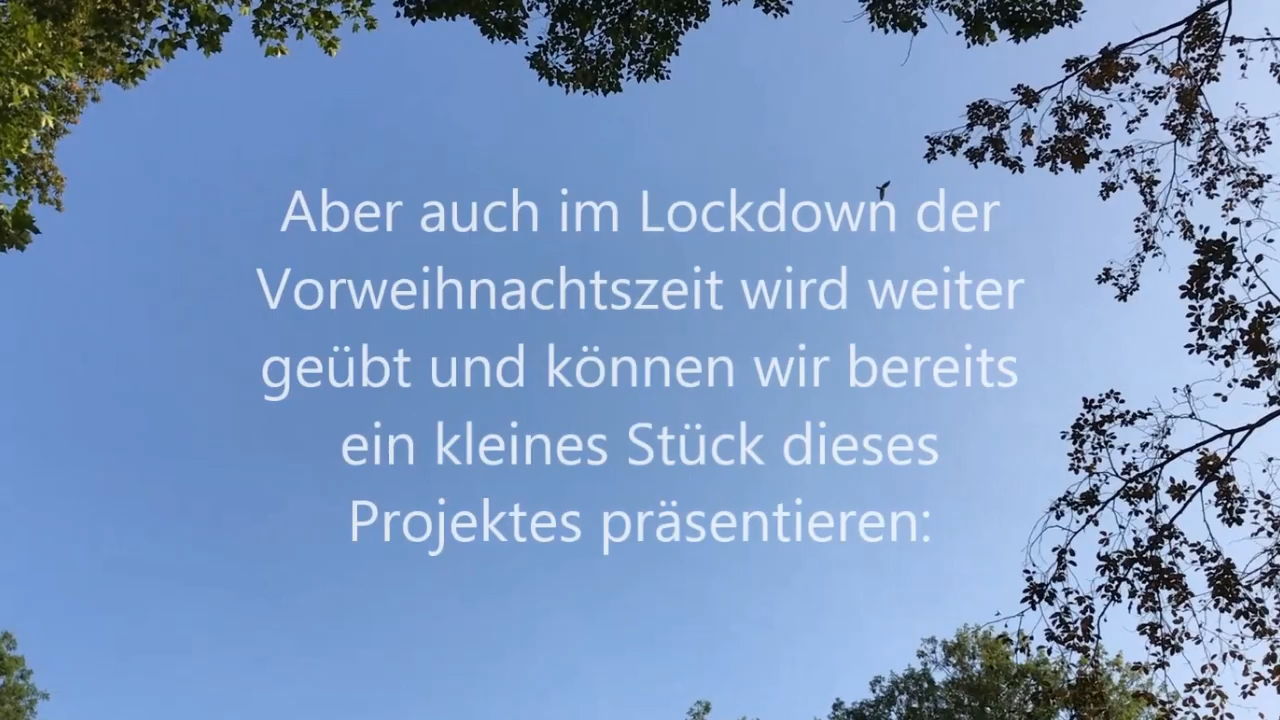 Aber auch im Lockdown der
Vorweihnachtszeit wird weiter
geübt und können wir bereits
ein kleines Stück dieses
Projektes präsentieren: